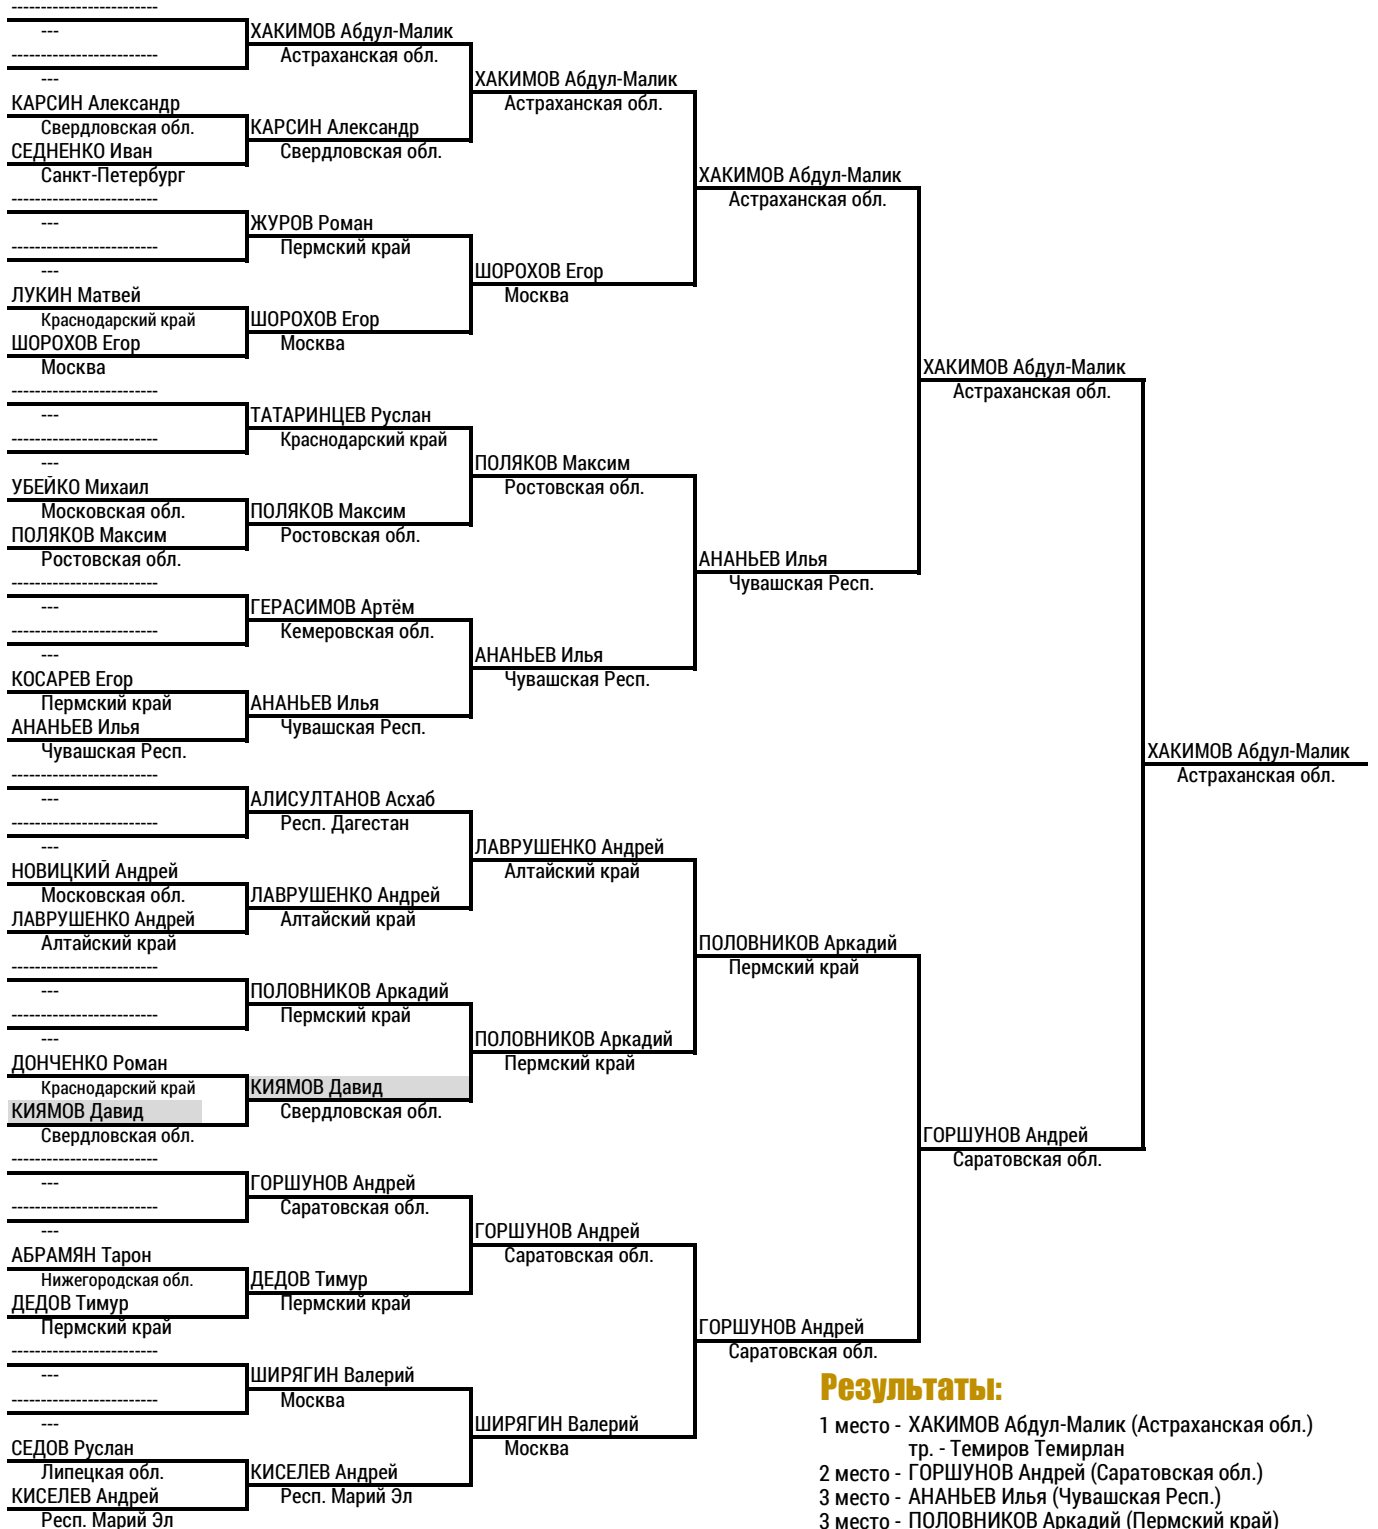 -------------------------
---
-------------------------
---
КАРСИН Александр
Свердловская обл.
СЕДНЕНКО Иван
Санкт-Петербург
-------------------------
---
-------------------------
---
ЛУКИН Матвей
Краснодарский край
ШОРОХОВ Егор
Москва
-------------------------
---
-------------------------
---
УБЕЙКО Михаил
Московская обл.
ПОЛЯКОВ Максим
Ростовская обл.
-------------------------
---
-------------------------
---
КОСАРЕВ Егор
Пермский край
АНАНЬЕВ Илья
Чувашская Респ.
-------------------------
---
-------------------------
---
НОВИЦКИЙ Андрей
Московская обл.
ЛАВРУШЕНКО Андрей
Алтайский край
-------------------------
---
-------------------------
---
ДОНЧЕНКО Роман
Краснодарский край
КИЯМОВ Давид
Свердловская обл.
-------------------------
---
-------------------------
---
АБРАМЯН Тарон
Нижегородская обл.
ДЕДОВ Тимур
Пермский край
-------------------------
---
-------------------------
---
СЕДОВ Руслан
Липецкая обл.
КИСЕЛЕВ Андрей
Респ. Марий Эл
ХАКИМОВ Абдул-Малик
Астраханская обл.
КАРСИН Александр
Свердловская обл.
ЖУРОВ Роман
Пермский край
ШОРОХОВ Егор
Москва
ТАТАРИНЦЕВ Руслан
Краснодарский край
ПОЛЯКОВ Максим
Ростовская обл.
ГЕРАСИМОВ Артём
Кемеровская обл.
АНАНЬЕВ Илья
Чувашская Респ.
АЛИСУЛТАНОВ Асхаб
Респ. Дагестан
ЛАВРУШЕНКО Андрей
Алтайский край
ПОЛОВНИКОВ Аркадий
Пермский край
КИЯМОВ Давид
Свердловская обл.
ГОРШУНОВ Андрей
Саратовская обл.
ДЕДОВ Тимур
Пермский край
ШИРЯГИН Валерий
Москва
КИСЕЛЕВ Андрей
Респ. Марий Эл
ХАКИМОВ Абдул-Малик
Астраханская обл.
ШОРОХОВ Егор
Москва
ПОЛЯКОВ Максим
Ростовская обл.
АНАНЬЕВ Илья
Чувашская Респ.
ЛАВРУШЕНКО Андрей
Алтайский край
ПОЛОВНИКОВ Аркадий
Пермский край
ГОРШУНОВ Андрей
Саратовская обл.
ШИРЯГИН Валерий
Москва
ХАКИМОВ Абдул-Малик
Астраханская обл.
АНАНЬЕВ Илья
Чувашская Респ.
ПОЛОВНИКОВ Аркадий
Пермский край
ГОРШУНОВ Андрей
Саратовская обл.
ХАКИМОВ Абдул-Малик
Астраханская обл.
ГОРШУНОВ Андрей
Саратовская обл.
ХАКИМОВ Абдул-Малик
Астраханская обл.
Результаты:
1 место - ХАКИМОВ Абдул-Малик (Астраханская обл.)
тр. - Темиров Темирлан
2 место - ГОРШУНОВ Андрей (Саратовская обл.)
3 место - АНАНЬЕВ Илья (Чувашская Респ.)
3 место - ПОЛОВНИКОВ Аркадий (Пермский край)